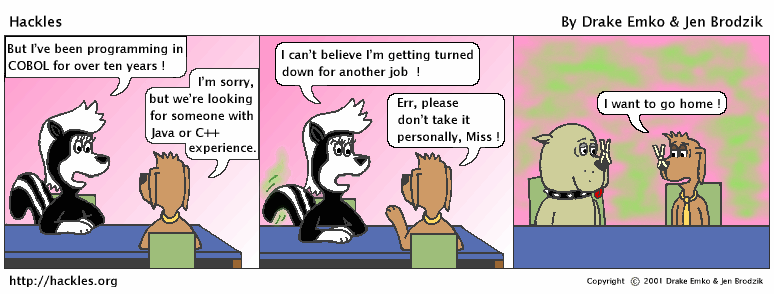 Hackles
By Drake Emko & Jen Brodzik
But I've been programming in
COBOL for over ten years !
I'm sorry,
but we're looking
for someone with
Java or C++
experience.
I can't believe I'm getting turned
down for another job !
Err, please
don't take it
personally, Miss !
I want to go home !
http://hackles.org
Copyright © 2001 Drake Emko & Jen Brodzik